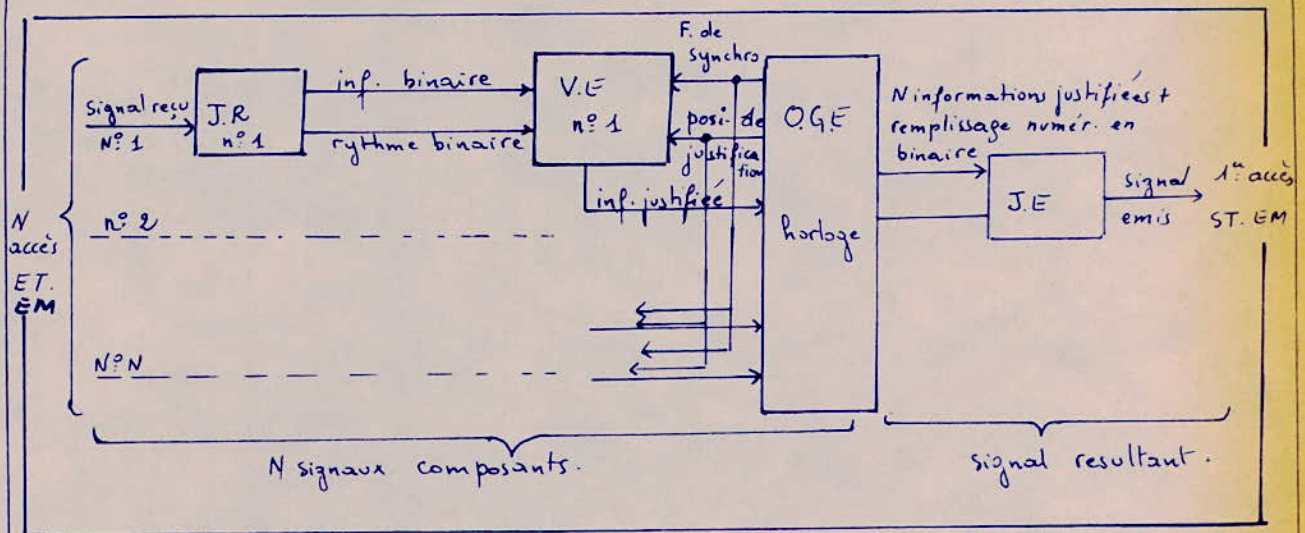 F. de
synchro
inf. binaire
V.E
n° 1
O.G.E
Signal reçu
N° 1
J.R
n° 1
posi. de
justifica
tion
N informations justifiées +
remplissage numér. en
binaire
rythme binaire
inf. justifiée
J.E
signal
emis
1er accès
ST. EM
N
accès
ET.
EM
n° 2
horloge
N° N
N signaux composants.
signal resultant.